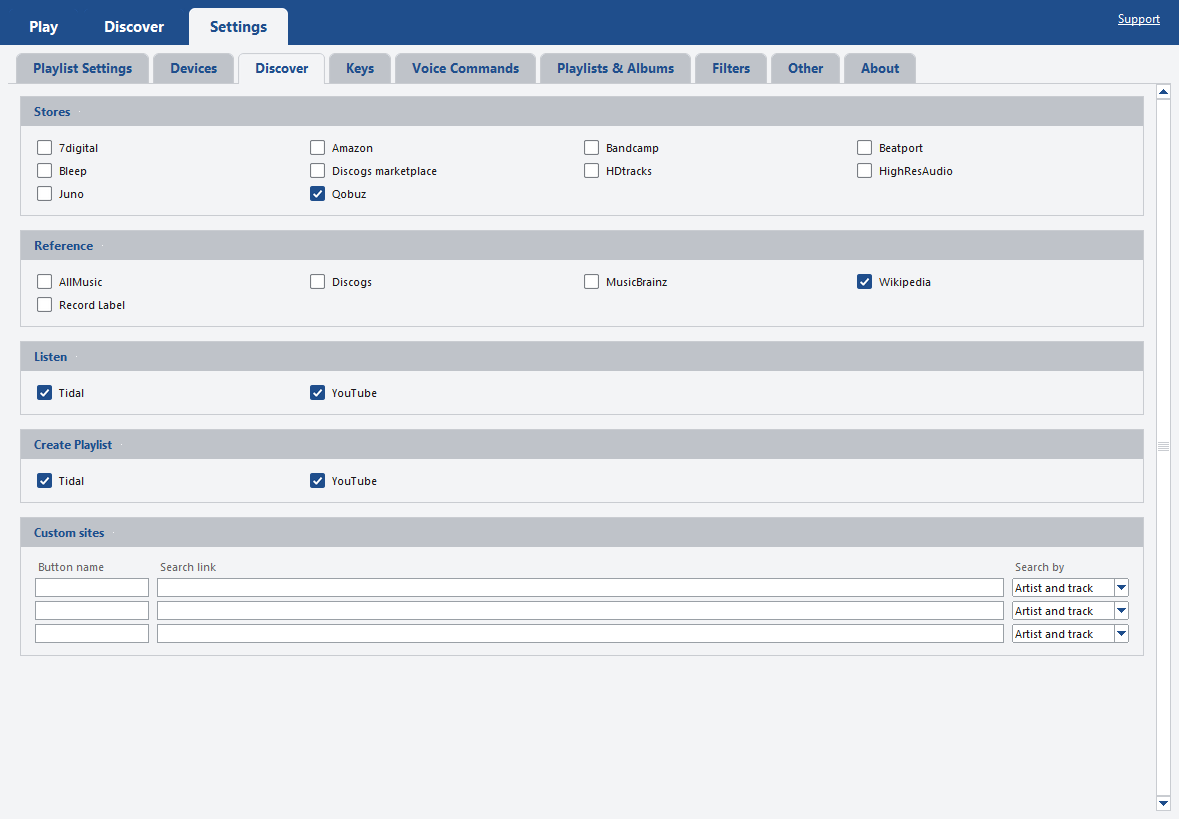 Play Discover Settings Support
Playlist Settings Devices Discover Keys Voice Commands Playlists & Albums Filters Other About
Stores
7digital Amazon Bandcamp Beatport
Bleep Discogs marketplace HDtracks HighResAudio
Juno Qobuz
Reference
AllMusic Discogs MusicBrainz Wikipedia
Record Label
Listen
Tidal YouTube
Create Playlist
Tidal YouTube
Custom sites
Button name Search link Search by
Artist and track
Artist and track
Artist and track